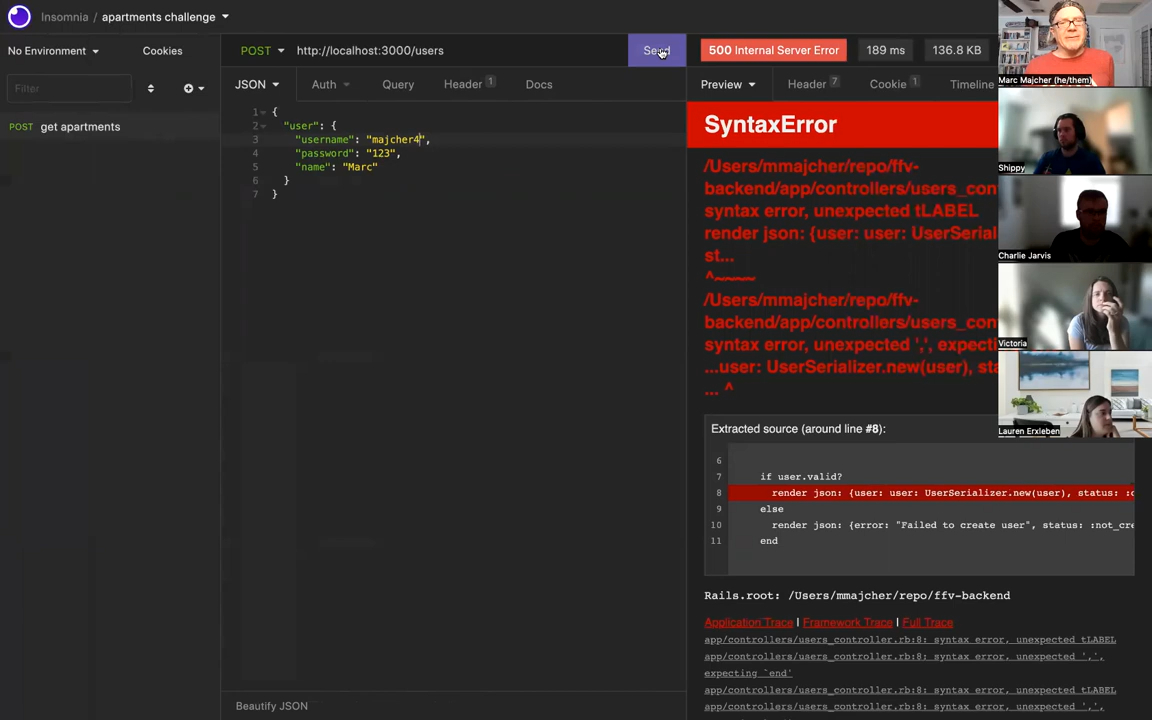 Insomnia / apartments challenge
No Environment
Cookies
POST http://localhost:3000/users
Send
500 Internal Server Error
189 ms
136.8 KB
Filter
JSON
Auth
Query
Header 1
Docs
Preview
Header 7
Cookie 1
Timeline
POST get apartments
1 {
2 "user": {
3 "username": "majcher4",
4 "password": "123",
5 "name": "Marc"
6 }
7 }
SyntaxError
/Users/mmajcher/repo/ffv-
backend/app/controllers/users_con
syntax error, unexpected tLABEL
render json: {user: user: UserSerial
st...
^~~~~
/Users/mmajcher/repo/ffv-
backend/app/controllers/users_con
syntax error, unexpected ',', expecti
...user: UserSerializer.new(user), sta
... ^
Extracted source (around line #8):
6
7 if user.valid?
8 render json: {user: user: UserSerializer.new(user), status: :c
9 else
10 render json: {error: "Failed to create user", status: :not_cre
11 end
Rails.root: /Users/mmajcher/repo/ffv-backend
Application Trace | Framework Trace | Full Trace
app/controllers/users_controller.rb:8: syntax error, unexpected tLABEL
app/controllers/users_controller.rb:8: syntax error, unexpected ',',
expecting `end'
app/controllers/users_controller.rb:8: syntax error, unexpected tLABEL
app/controllers/users_controller.rb:8: syntax error, unexpected ',',
Beautify JSON
Marc Majcher (he/them)
Shippy
Charlie Jarvis
Victoria
Lauren Erxleben